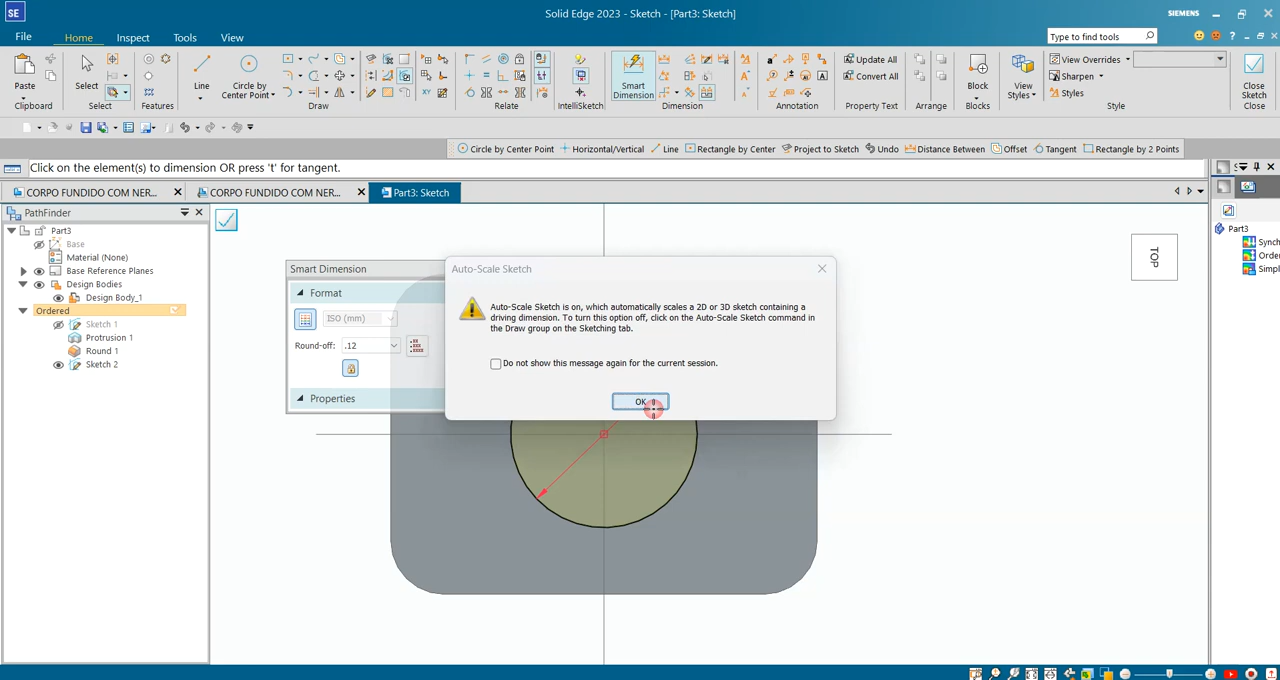 SE
Solid Edge 2023 - Sketch - [Part3: Sketch]
SIEMENS
File
Home
Inspect
Tools
View
Type to find tools
Paste
Clipboard
Select
Select
Features
Line
Circle by
Center Point
Draw
Relate
IntelliSketch
Smart
Dimension
Dimension
Annotation
Update All
Convert All
Property Text
Arrange
Block
Blocks
View
Styles
View Overrides
Sharpen
Styles
Style
Close
Sketch
Close
Circle by Center Point
Horizontal/Vertical
Line
Rectangle by Center
Project to Sketch
Undo
Distance Between
Offset
Tangent
Rectangle by 2 Points
Click on the element(s) to dimension OR press 't' for tangent.
CORPO FUNDIDO COM NER...
CORPO FUNDIDO COM NER...
Part3: Sketch
PathFinder
Part3
Base
Material (None)
Base Reference Planes
Design Bodies
Design Body_1
Ordered
Sketch 1
Protrusion 1
Round 1
Sketch 2
Smart Dimension
Format
ISO (mm)
Round-off:
.12
Properties
Auto-Scale Sketch
Auto-Scale Sketch is on, which automatically scales a 2D or 3D sketch containing a
driving dimension. To turn this option off, click on the Auto-Scale Sketch command in
the Draw group on the Sketching tab.
Do not show this message again for the current session.
OK
TOP
Part3
Synch
Orde
Simpl